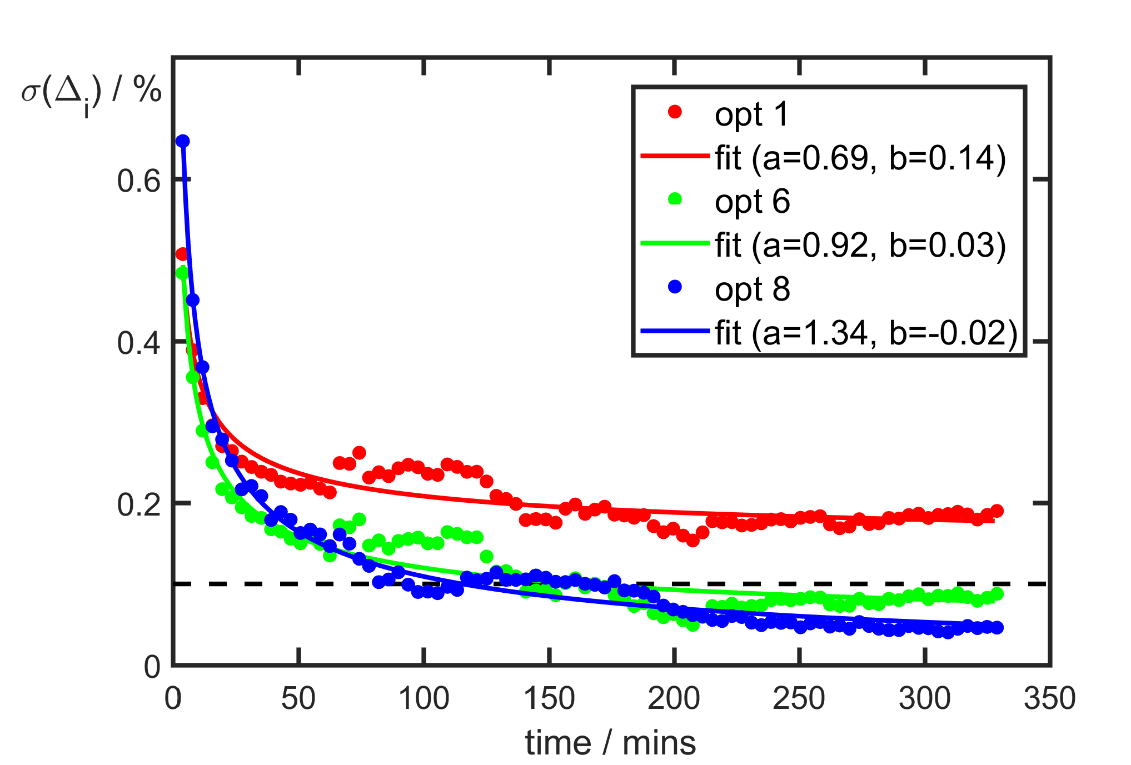 σ(Δi) / %
0.6
0.4
0.2
0
0
50
100
150
200
250
300
350
time / mins
opt 1
fit (a=0.69, b=0.14)
opt 6
fit (a=0.92, b=0.03)
opt 8
fit (a=1.34, b=-0.02)